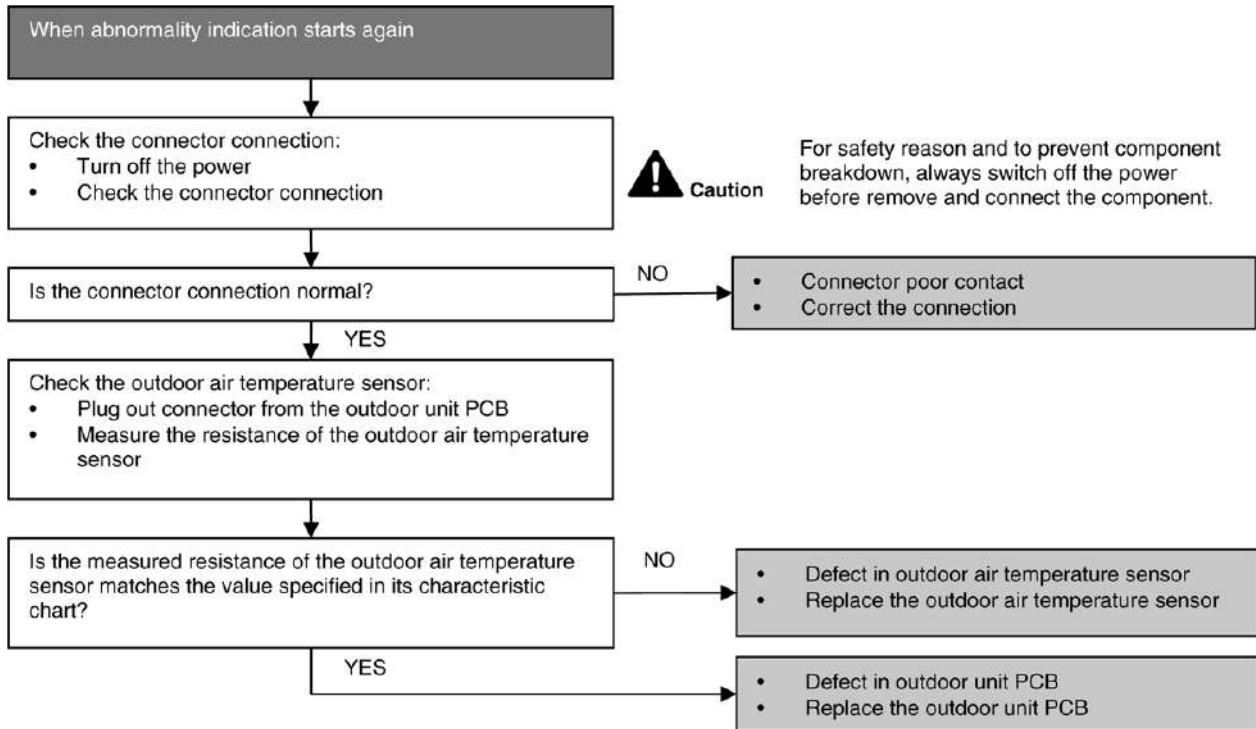 When abnormality indication starts again
Check the connector connection:
• Turn off the power
• Check the connector connection
Caution
For safety reason and to prevent component
breakdown, always switch off the power
before remove and connect the component.
Is the connector connection normal?
NO
• Connector poor contact
• Correct the connection
YES
Check the outdoor air temperature sensor:
• Plug out connector from the outdoor unit PCB
• Measure the resistance of the outdoor air temperature
sensor
Is the measured resistance of the outdoor air temperature
sensor matches the value specified in its characteristic
chart?
NO
• Defect in outdoor air temperature sensor
• Replace the outdoor air temperature sensor
YES
• Defect in outdoor unit PCB
• Replace the outdoor unit PCB